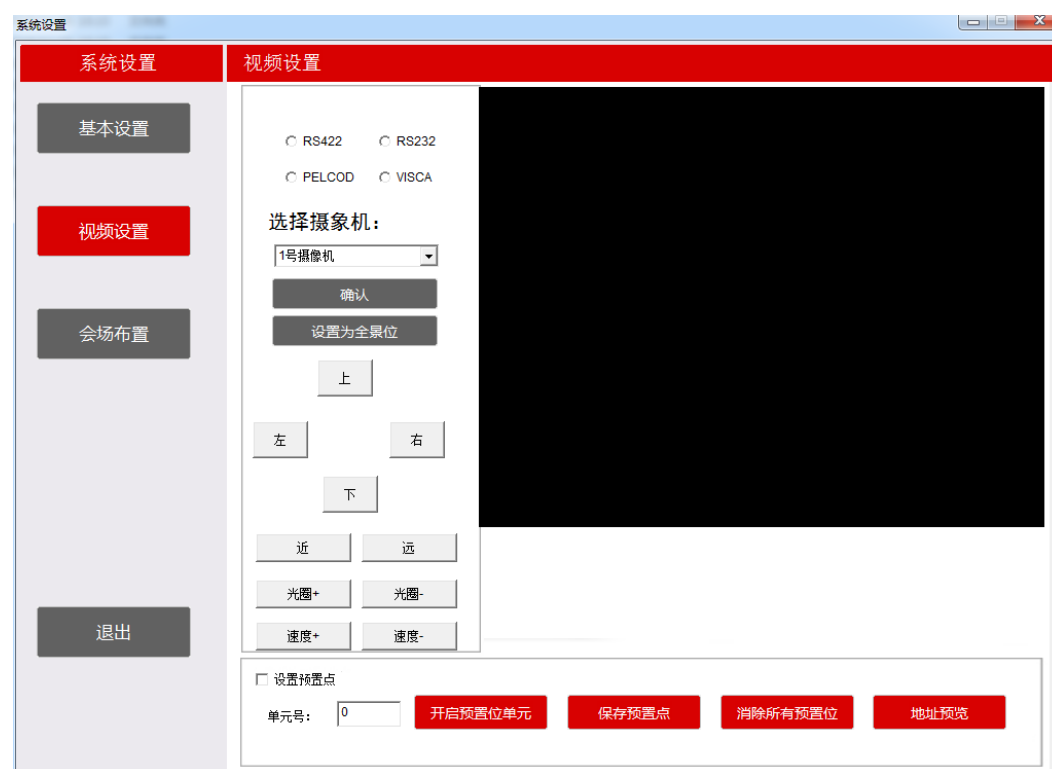 系统设置
系统设置
视频设置
基本设置
视频设置
会场布置
退出
RS422 RS232
PELCOD VISCA
选择摄象机：
1号摄像机
确认
设置为全景位
上
左 右
下
近 远
光圈+ 光圈-
速度+ 速度-
设置预置点
单元号： 0 开启预置位单元 保存预置点 消除所有预置位 地址预览